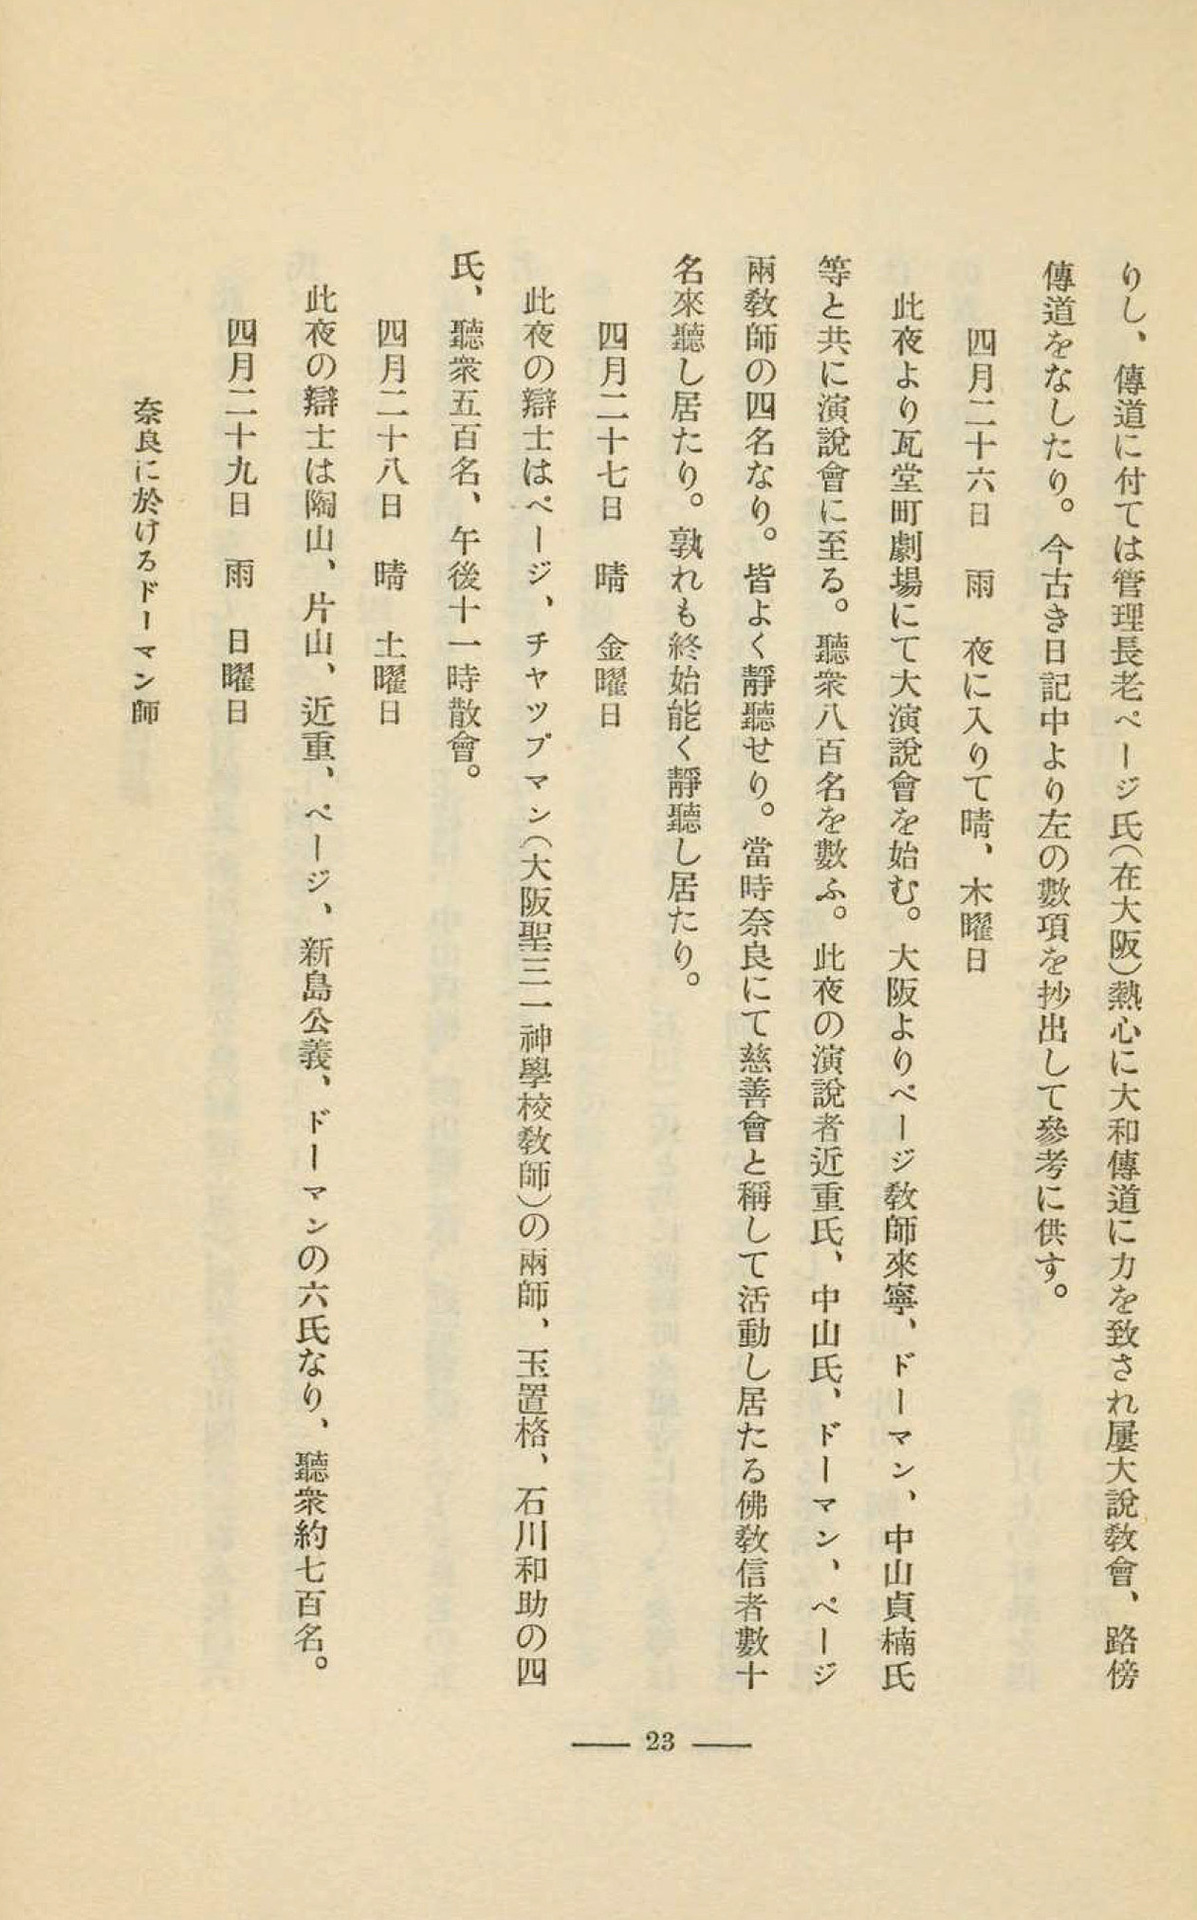 りし、傳道に付ては管理長老ページ氏(在大阪)熱心に大和傳道に力を致され屢大說敎會、路傍
傳道をなしたり。今古き日記中より左の數項を抄出して參考に供す。
四月二十六日　雨　夜に入りて晴、木曜日
此夜より瓦堂町劇場にて大演說會を始む。大阪よりページ敎師來寧、ドーマン、中山貞楠氏
等と共に演說會に至る。聽衆八百名を數ふ。此夜の演說者近重氏、中山氏、ドーマン、ページ
兩敎師の四名なり。皆よく靜聽せり。當時奈良にて慈善會と稱して活動し居たる佛敎信者數十
名來聽し居たり。孰れも終始能く靜聽し居たり。
四月二十七日　晴　金曜日
此夜の辯士はページ、チヤツプマン(大阪聖三一神學校敎師)の兩師、玉置格、石川和助の四
氏、聽衆五百名、午後十一時散會。
四月二十八日　晴　土曜日
此夜の辯士は陶山、片山、近重、ページ、新島公義、ドーマンの六氏なり、聽衆約七百名。
四月二十九日　雨　日曜日
奈良に於けるドーマン師
23